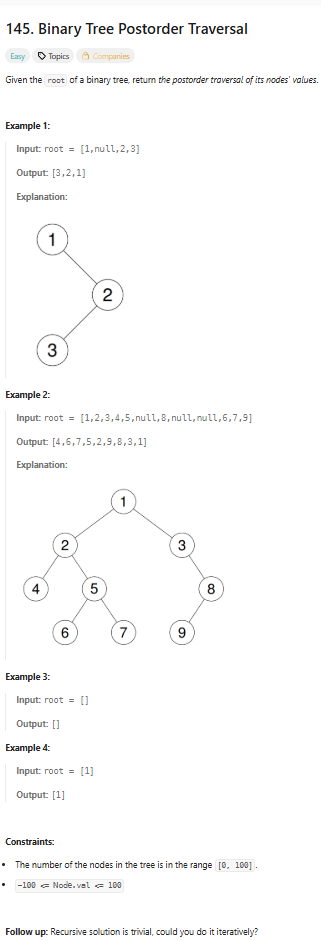 145. Binary Tree Postorder Traversal
Easy Topics Companies
Given the root of a binary tree, return the postorder traversal of its nodes' values.
Example 1:
Input: root = [1,null,2,3]
Output: [3,2,1]
Explanation:
1
2
3
Example 2:
Input: root = [1,2,3,4,5,null,8,null,null,6,7,9]
Output: [4,6,7,5,2,9,8,3,1]
Explanation:
1
2 3
4 5 8
6 7 9
Example 3:
Input: root = []
Output: []
Example 4:
Input: root = [1]
Output: [1]
Constraints:
• The number of the nodes in the tree is in the range [0, 100].
• -100 <= Node.val <= 100
Follow up: Recursive solution is trivial, could you do it iteratively?